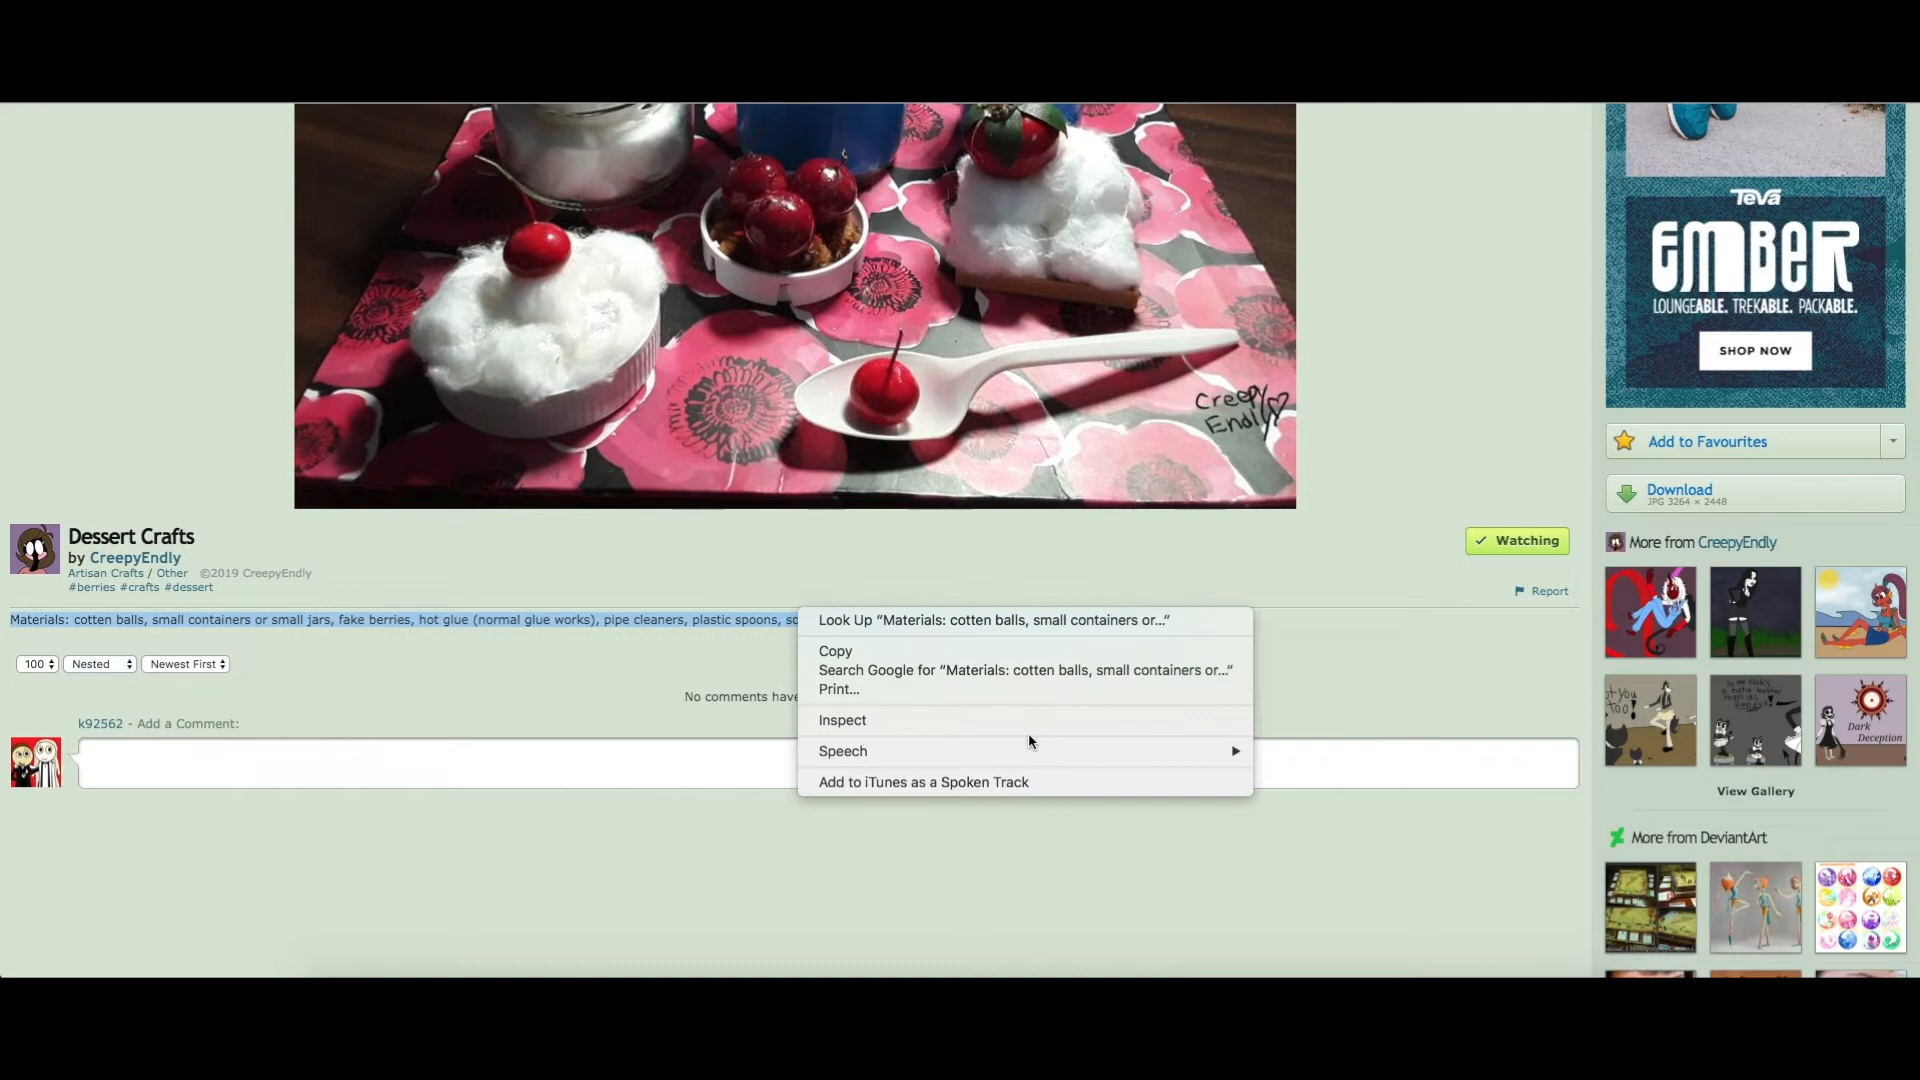 Creepy
Endly
TEVA
EMBER
LOUNGEABLE. TREKABLE. PACKABLE.
SHOP NOW
Add to Favourites
Download
JPG 3264 × 2448
Dessert Crafts
by CreepyEndly
Artisan Crafts / Other ©2019 CreepyEndly
#berries #crafts #dessert
Watching
Report
Materials: cotten balls, small containers or small jars, fake berries, hot glue (normal glue works), pipe cleaners, plastic spoons,
100 Nested Newest First
No comments have
k92562 - Add a Comment:
Look Up “Materials: cotten balls, small containers or...”
Copy
Search Google for “Materials: cotten balls, small containers or...”
Print...
Inspect
Speech
Add to iTunes as a Spoken Track
More from CreepyEndly
Dark
Deception
View Gallery
More from DeviantArt